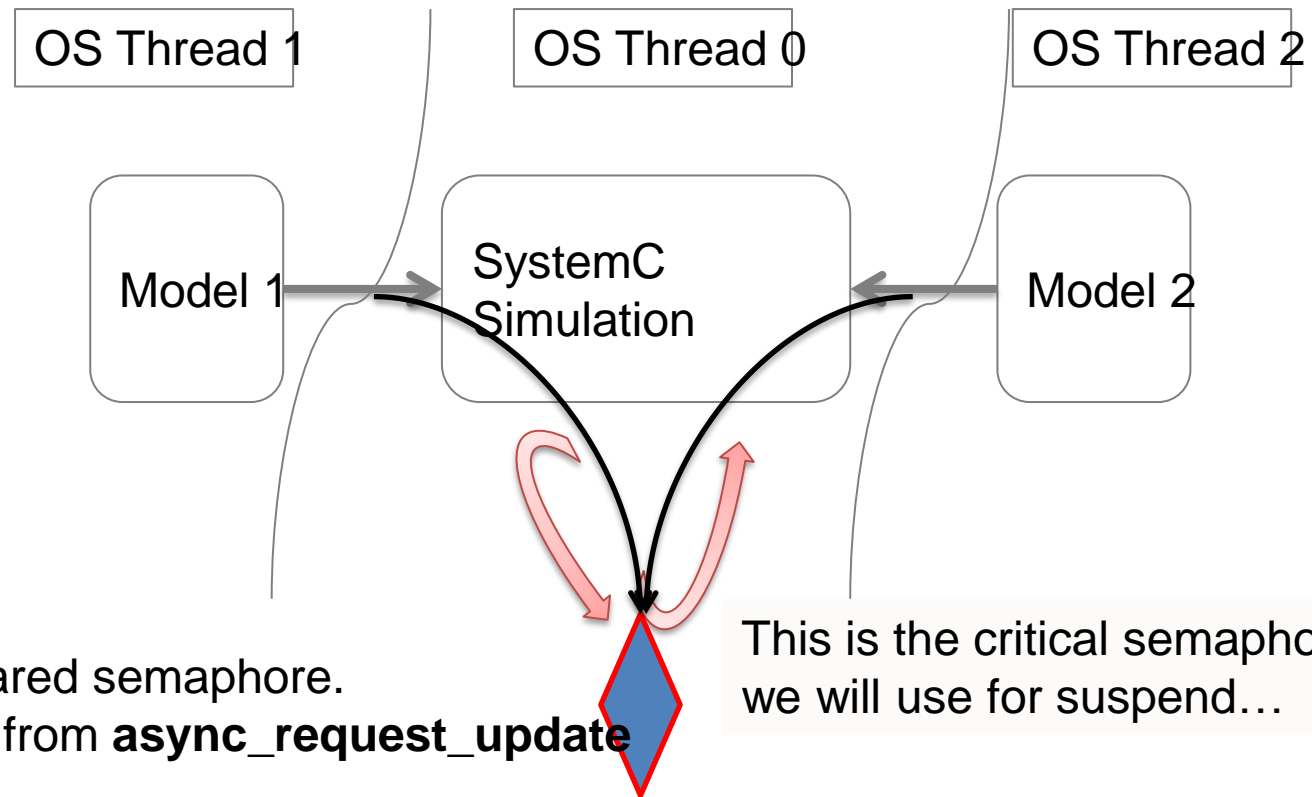 OS Thread 1
OS Thread 0
OS Thread 2
Model 1
SystemC
Simulation
Model 2
semaphore.
from async_request_update
This is the critical
we will use for suspend…